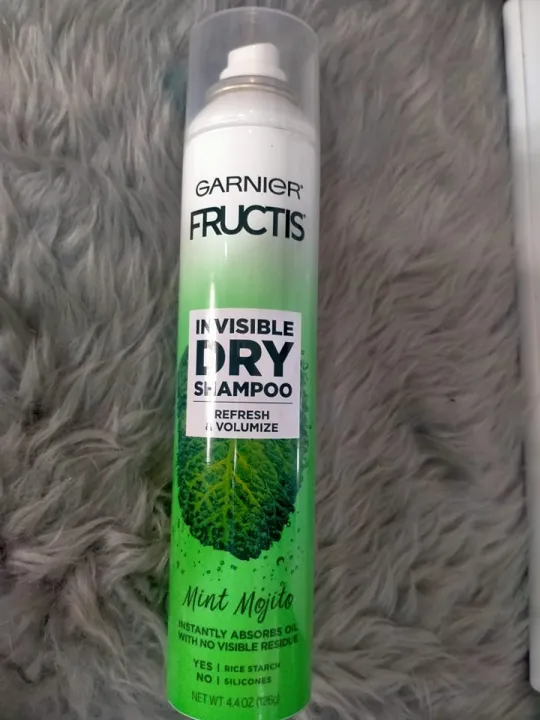 GARNIER
FRUCTIS
INVISIBLE
DRY
SHAMPOO
REFRESH
& VOLUMIZE
Mint Mojito
INSTANTLY ABSORBS OIL
WITH NO VISIBLE RESIDUE
YES | RICE STARCH
NO | SILICONES
NET WT 4.4 OZ (126g)